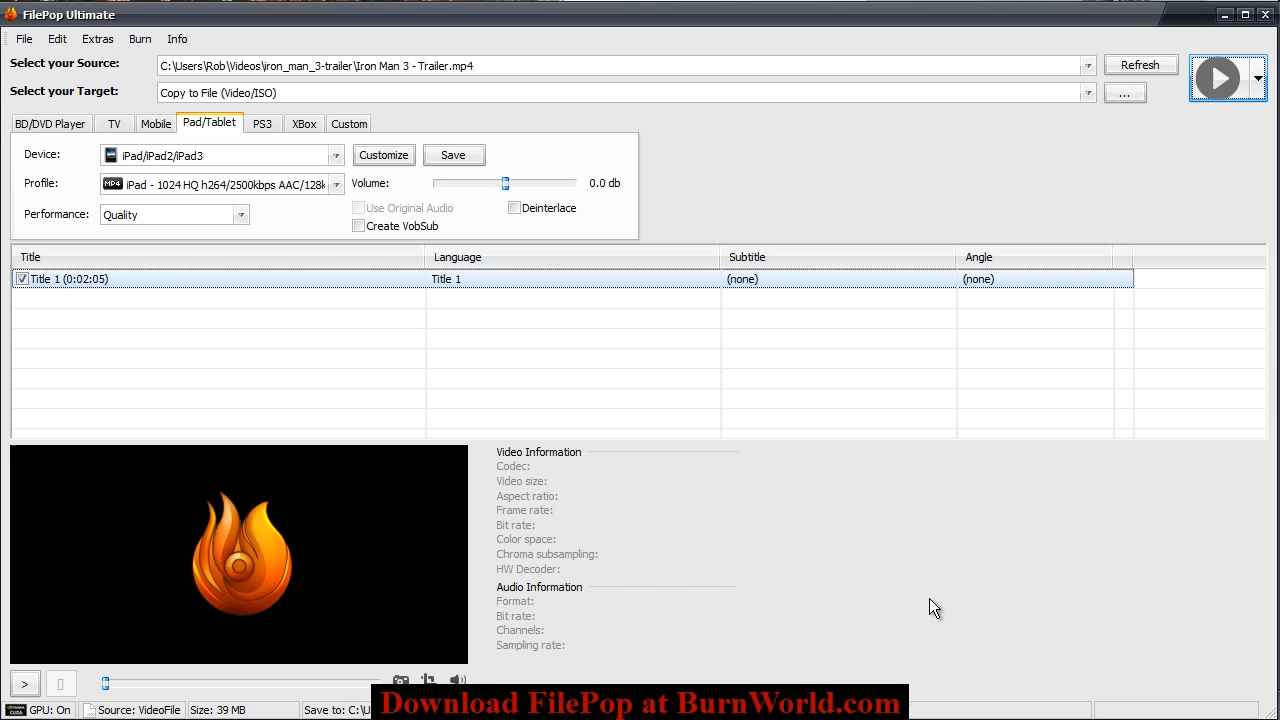 FilePop Ultimate
File Edit Extras Burn Info
Select your Source: C:\Users\Rob\Videos\iron_man_3-trailer\Iron Man 3 - Trailer.mp4 Refresh
Select your Target: Copy to File (Video/ISO) ...
BD/DVD Player TV Mobile Pad/Tablet PS3 XBox Custom
Device: iPad/iPad2/iPad3 Customize Save
Profile: MP4 iPad - 1024 HQ h264/2500kbps AAC/128k Volume: 0.0 db
Use Original Audio Deinterlace
Performance: Quality
Create VobSub
Title Language Subtitle Angle
Title 1 (0:02:05) Title 1 (none) (none)
Video Information
Codec:
Video size:
Aspect ratio:
Frame rate:
Bit rate:
Color space:
Chroma subsampling:
HW Decoder:
Audio Information
Format:
Bit rate:
Channels:
Sampling rate:
>
Download FilePop at BurnWorld.com
GPU: On Source: VideoFile Size: 39 MB Save to: C:\U